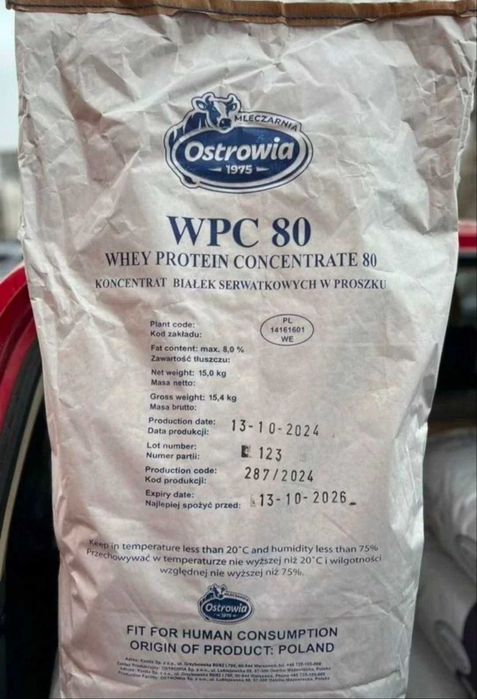 MLECZARNIA
Ostrowia
1975
WPC 80
WHEY PROTEIN CONCENTRATE 80
KONCENTRAT BIAŁEK SERWATKOWYCH W PROSZKU
Plant code:
Kod zakładu:
PL
14161601
WE
Fat content: max. 8,0 %
Zawartość tłuszczu:
Net weight: 15,0 kg
Masa netto:
Gross weight: 15,4 kg
Masa brutto:
Production date: 13-10-2024
Data produkcji:
Lot number:
Numer partii: 123
Production code: 287/2024
Kod produkcji:
Expiry date: 13-10-2026
Najlepiej spożyć przed:
Keep in temperature less than 20°C and humidity less than 75%
Przechowywać w temperaturze nie wyższej niż 20°C i wilgotności
względnej nie wyższej niż 75%.
MLECZARNIA
Ostrowia
1975
FIT FOR HUMAN CONSUMPTION
ORIGIN OF PRODUCT: POLAND